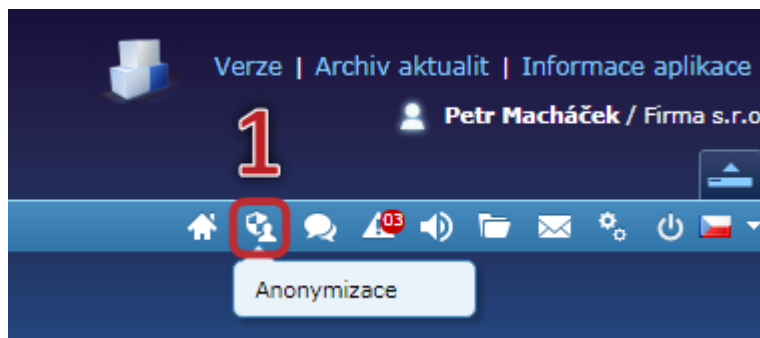 Verze | Archiv aktualit | Informace aplikace
Petr Macháček / Firma s.r.o
1
03
Anonymizace